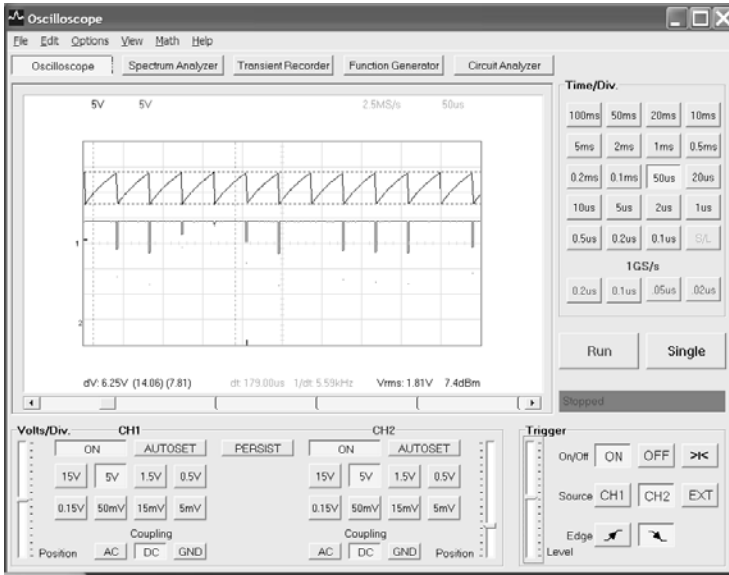 Oscilloscope
File Edit Options View Math Help
Oscilloscope Spectrum Analyzer Transient Recorder Function Generator Circuit Analyzer
5V 5V 2.5MS/s 50us
1
2
dV: 6.25V (14.06) (7.81) dt: 179.00us 1/dt: 5.59kHz Vrms: 1.81V 7.4dBm
Time/Div.
100ms 50ms 20ms 10ms
5ms 2ms 1ms 0.5ms
0.2ms 0.1ms 50us 20us
10us 5us 2us 1us
0.5us 0.2us 0.1us S/L
1GS/s
0.2us 0.1us .05us .02us
Run Single
Stopped
Volts/Div. CH1 CH2
ON AUTOSET PERSIST ON AUTOSET
15V 5V 1.5V 0.5V 15V 5V 1.5V 0.5V
0.15V 50mV 15mV 5mV 0.15V 50mV 15mV 5mV
Coupling Coupling
Position AC DC GND AC DC GND Position
Trigger
On/Off ON OFF >I<
Source CH1 CH2 EXT
Edge
Level